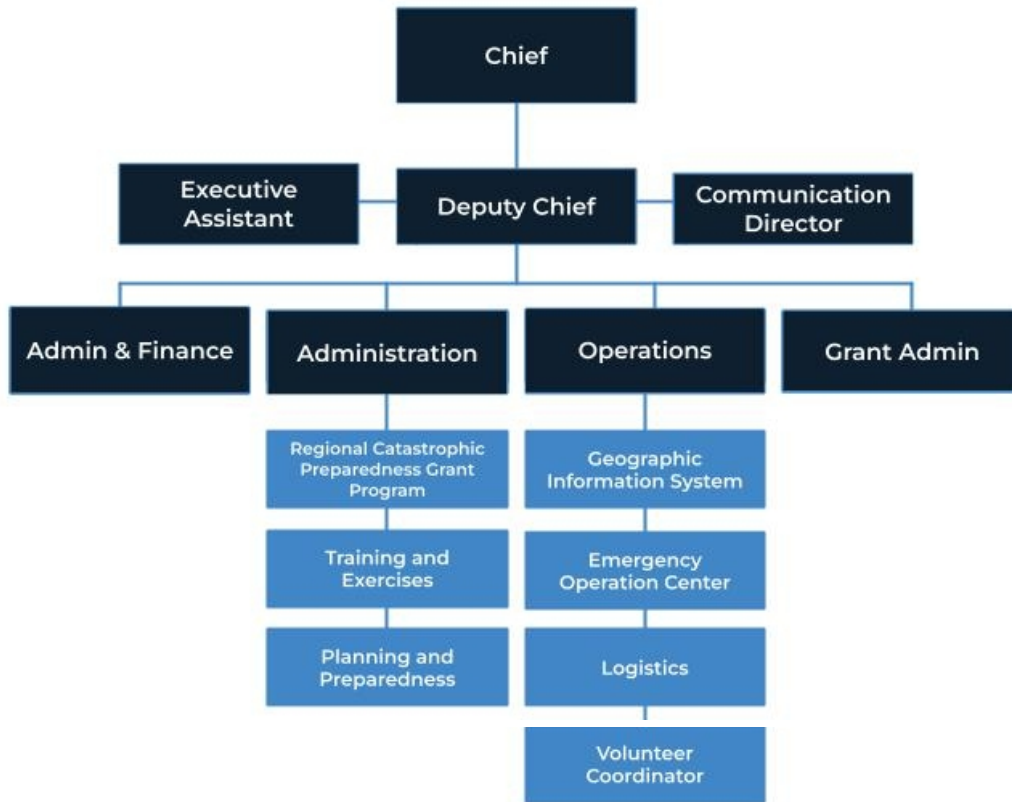 Chief
Executive
Assistant
Deputy Chief
Communication
Director
Admin & Finance
Administration
Operations
Grant Admin
Regional Catastrophic
Preparedness Grant
Program
Training and
Exercises
Planning and
Preparedness
Geographic
Information System
Emergency
Operation Center
Logistics
Volunteer
Coordinator